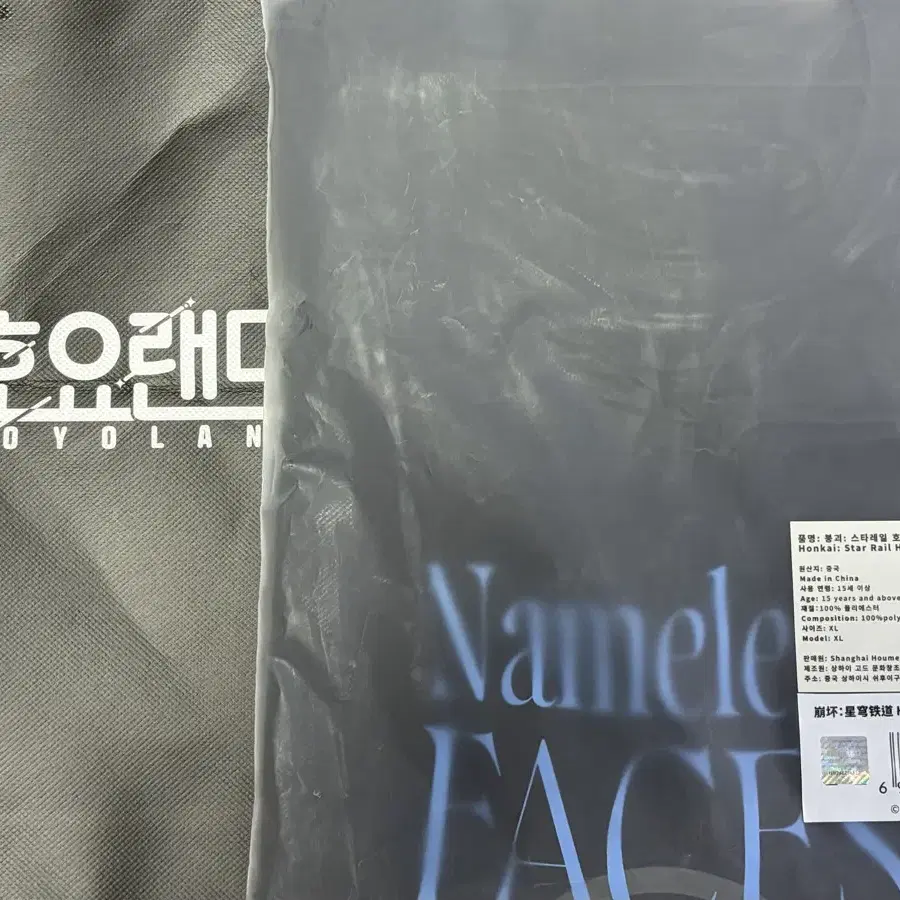 호요랜드
OYOLAN
Nameles
FACES
품명: 붕괴: 스타레일 호
Honkai: Star Rail H
원산지: 중국
Made in China
사용 연령: 15세 이상
Age: 15 years and above
재질:100% 폴리에스터
Composition: 100%poly
사이즈: XL
Model: XL
판매원: Shanghai Houme
제조원: 상하이 고드 문화창조
주소: 중국 상하이시 쉬후이구
崩坏:星穹铁道 H
6 9
©